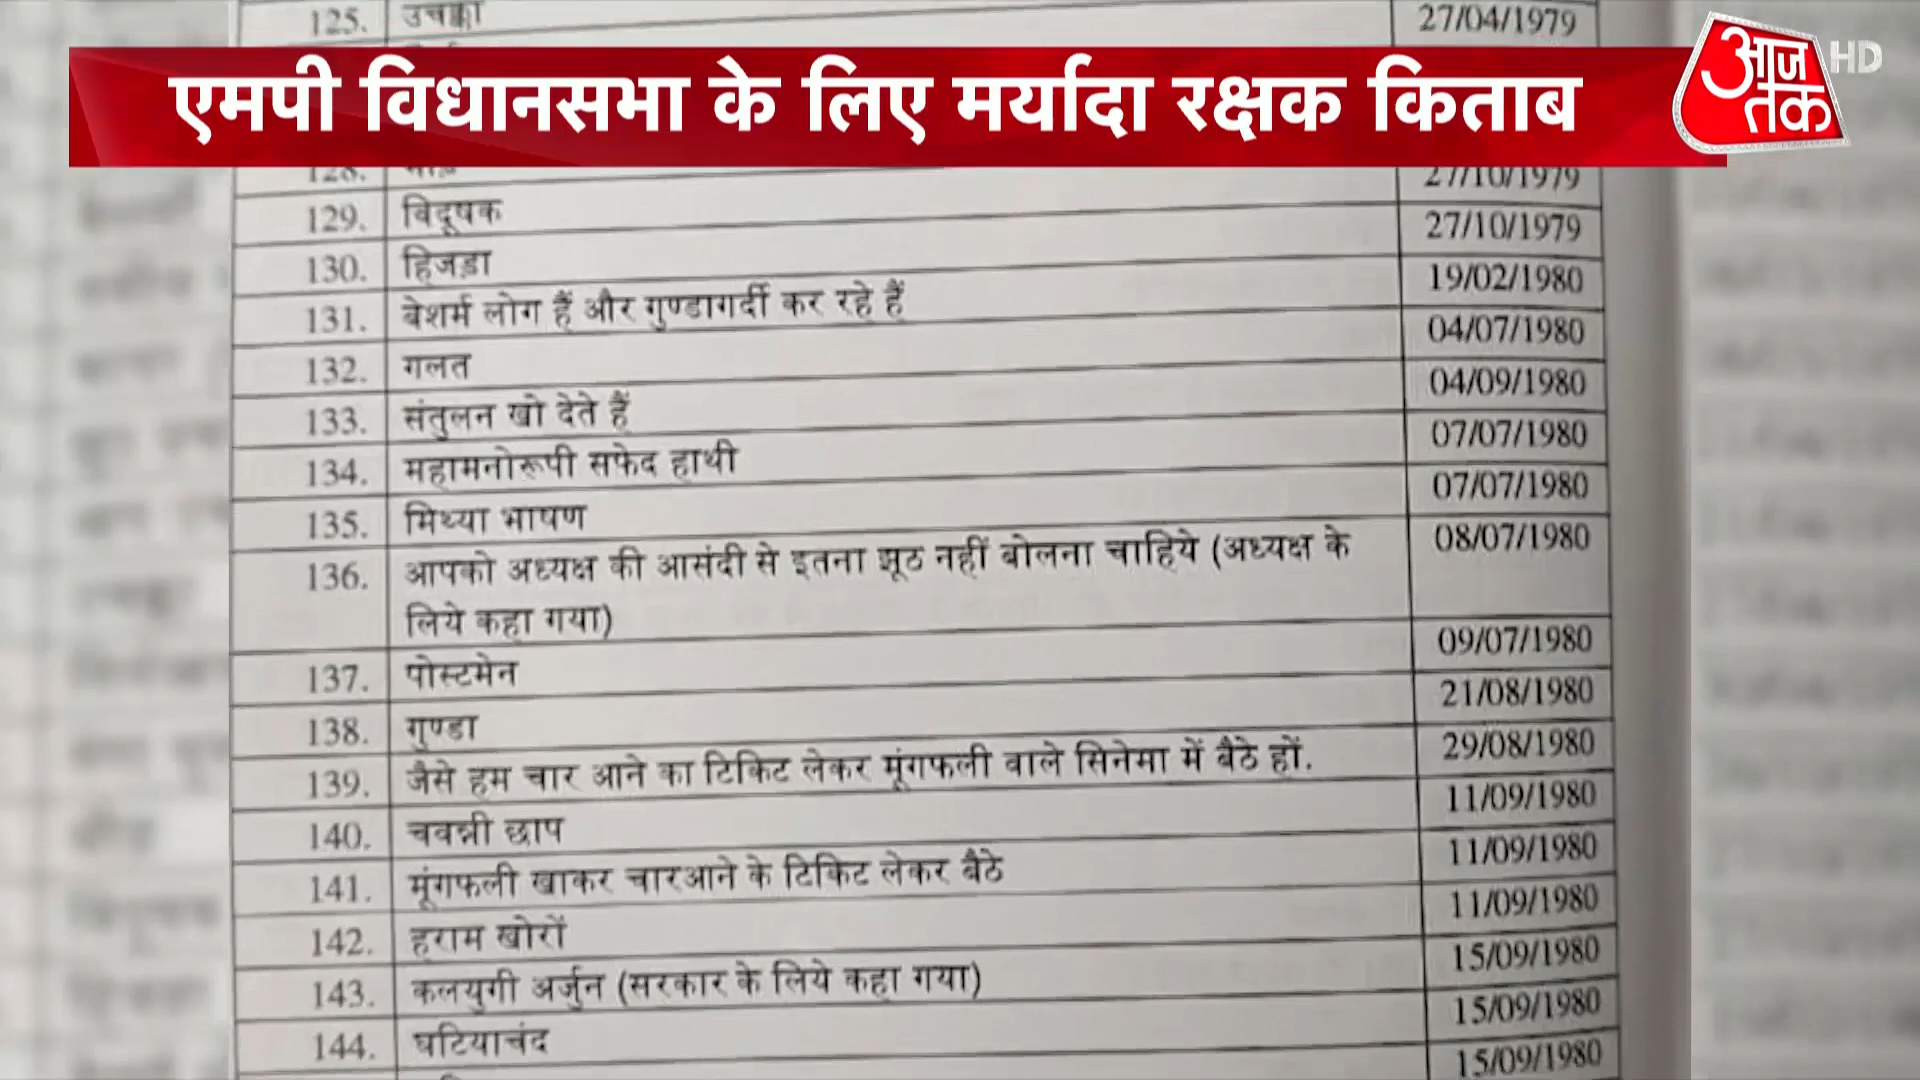 125. उचक्का 27/04/1979
एमपी विधानसभा के लिए मर्यादा रक्षक किताब
आज तक HD
128.
129. विदूषक 27/10/1979
130. हिजड़ा 27/10/1979
131. बेशर्म लोग हैं और गुण्डागर्दी कर रहे हैं 19/02/1980
132. गलत 04/07/1980
133. संतुलन खो देते हैं 04/09/1980
134. महामनोरूपी सफेद हाथी 07/07/1980
135. मिथ्या भाषण 07/07/1980
136. आपको अध्यक्ष की आसंदी से इतना झूठ नहीं बोलना चाहिये (अध्यक्ष के 08/07/1980
लिये कहा गया)
137. पोस्टमेन 09/07/1980
138. गुण्डा 21/08/1980
139. जैसे हम चार आने का टिकिट लेकर मूंगफली वाले सिनेमा में बैठे हों. 29/08/1980
140. चवन्नी छाप 11/09/1980
141. मूंगफली खाकर चारआने के टिकिट लेकर बैठे 11/09/1980
142. हराम खोरों 11/09/1980
143. कलयुगी अर्जुन (सरकार के लिये कहा गया) 15/09/1980
144. घटियाचंद 15/09/1980
15/09/1980